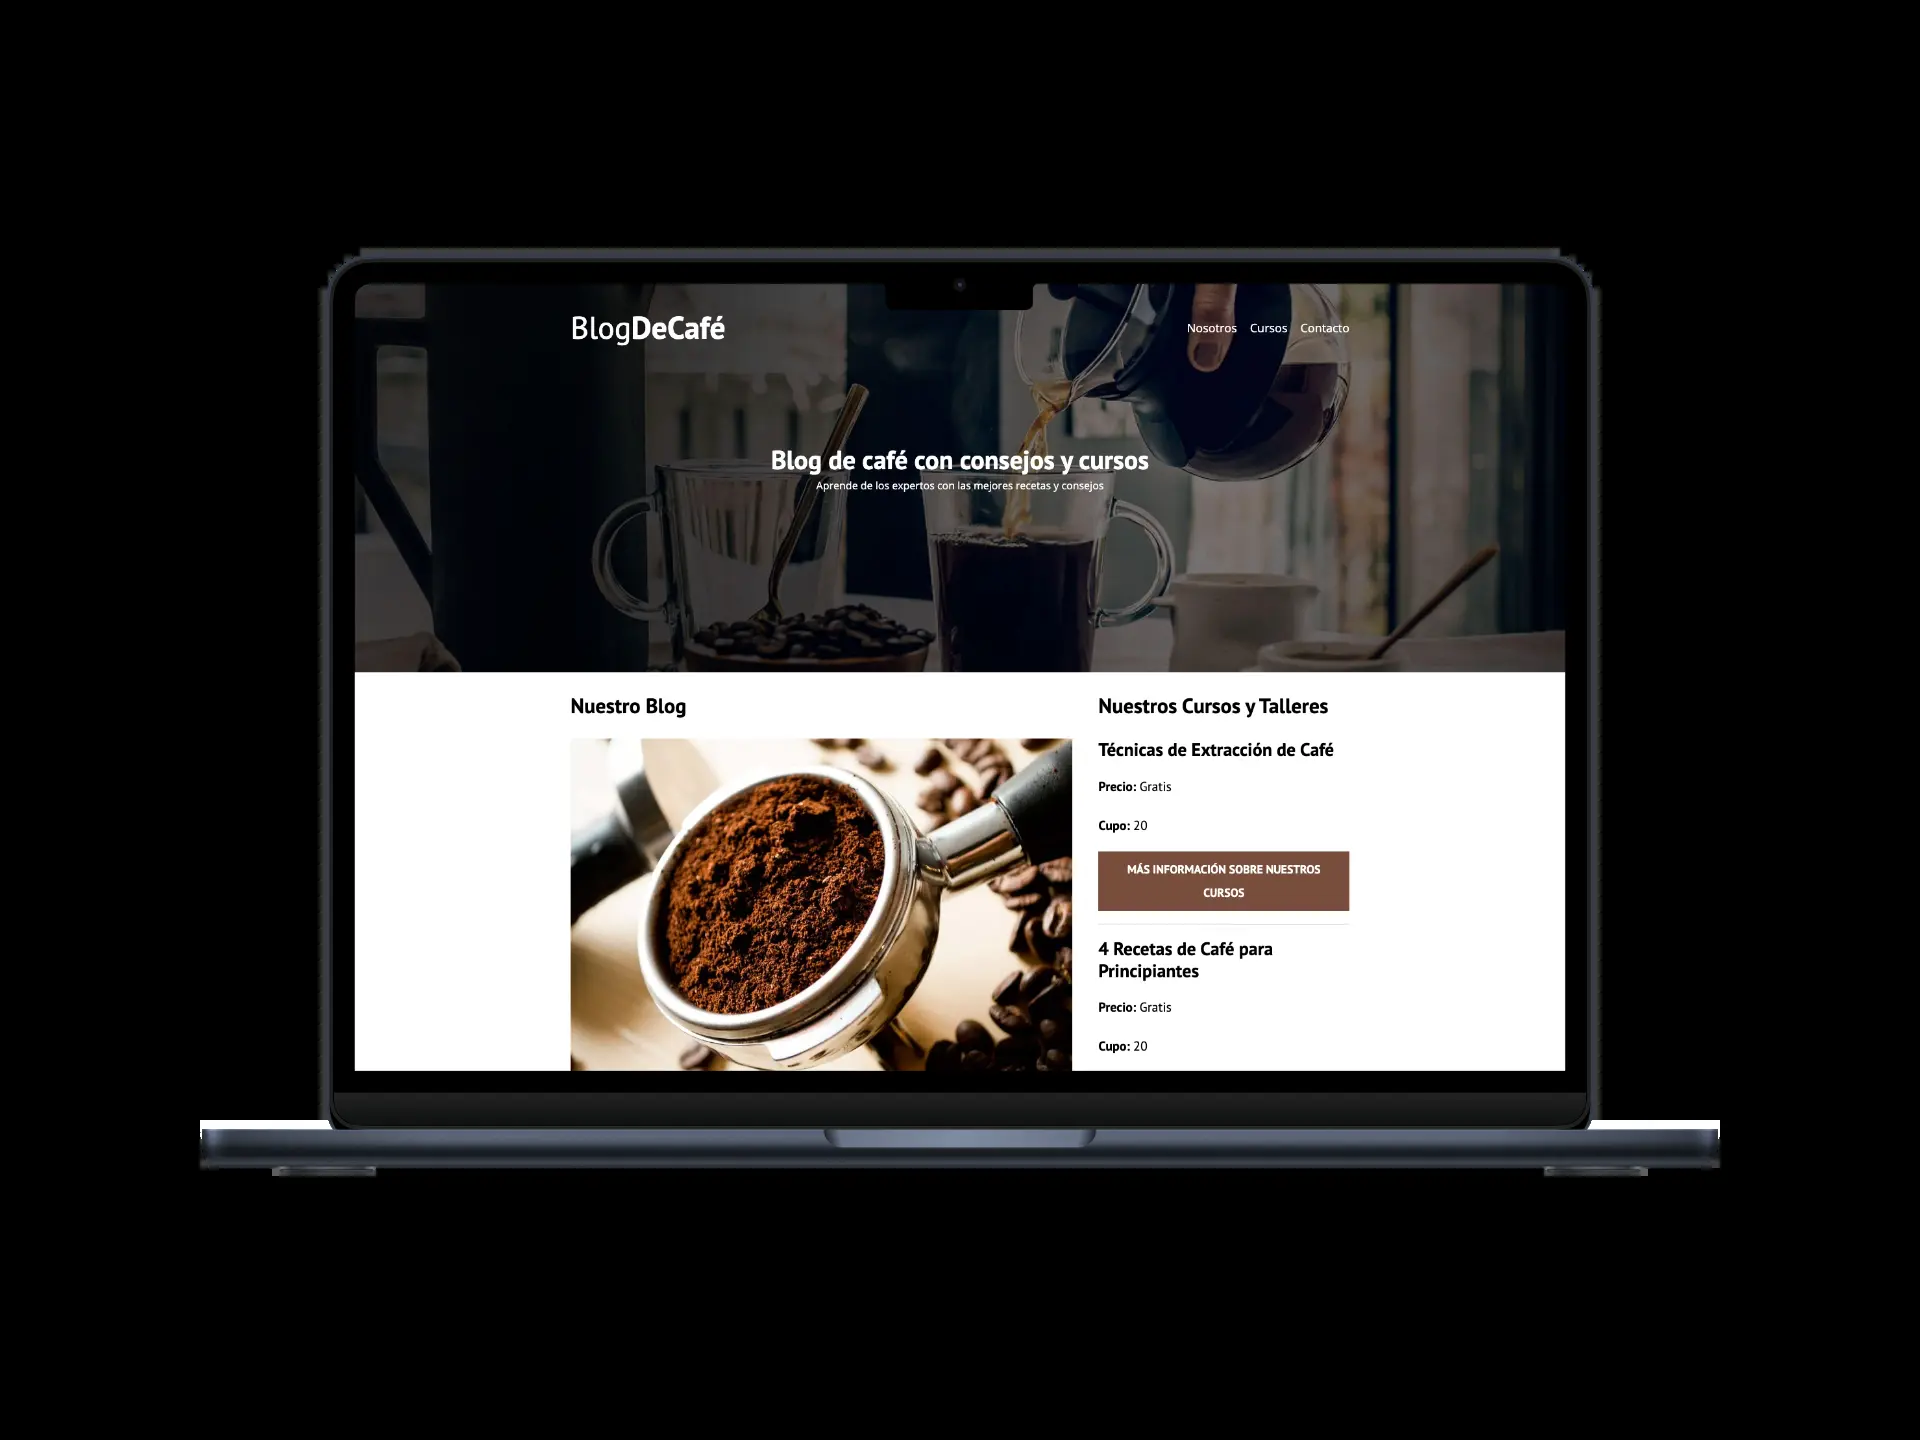 BlogDeCafé
Nosotros Cursos Contacto
Blog de café con consejos y cursos
Aprende de los expertos con las mejores recetas y consejos
Nuestro Blog
Nuestros Cursos y Talleres
Técnicas de Extracción de Café
Precio: Gratis
Cupo: 20
MÁS INFORMACIÓN SOBRE NUESTROS
CURSOS
4 Recetas de Café para
Principiantes
Precio: Gratis
Cupo: 20